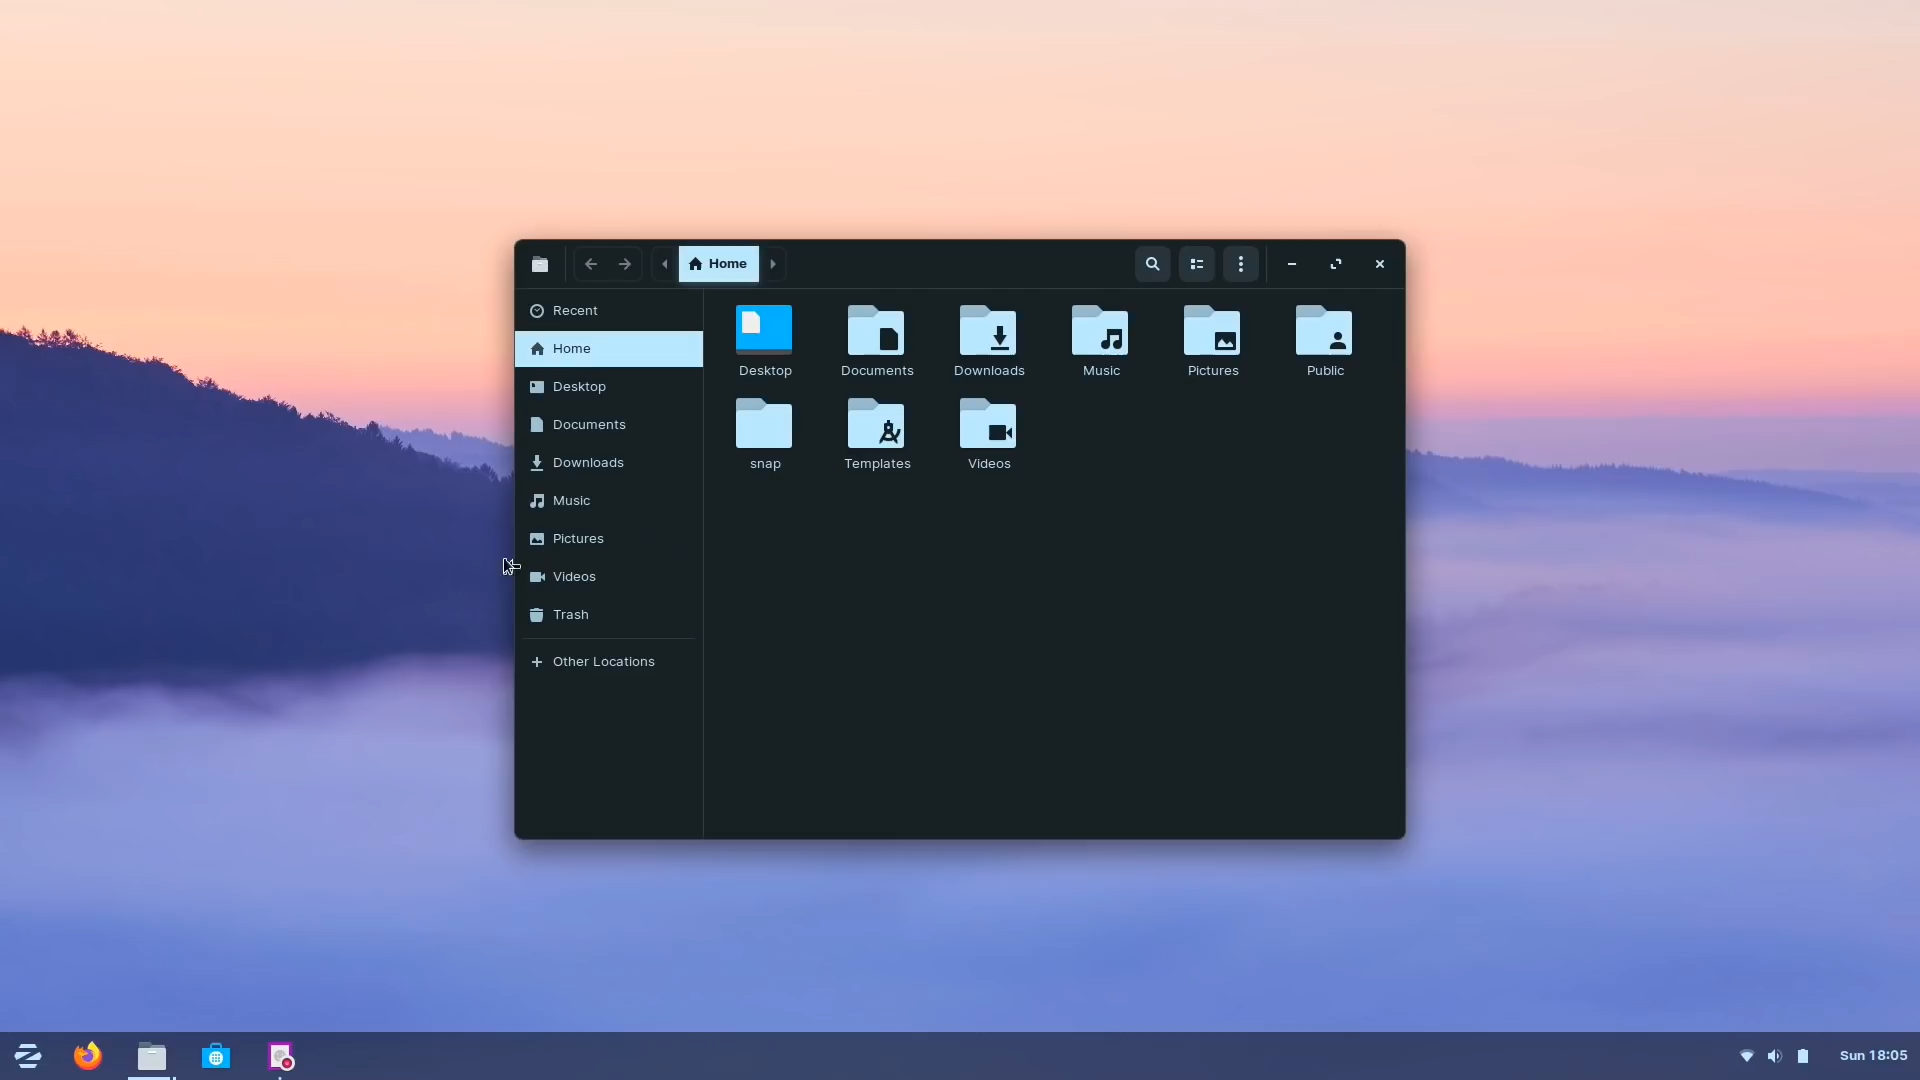 Home
Recent
Home
Desktop
Documents
Downloads
Music
Pictures
Videos
Trash
Other Locations
Desktop Documents Downloads Music Pictures Public
snap Templates Videos
Sun 18:05